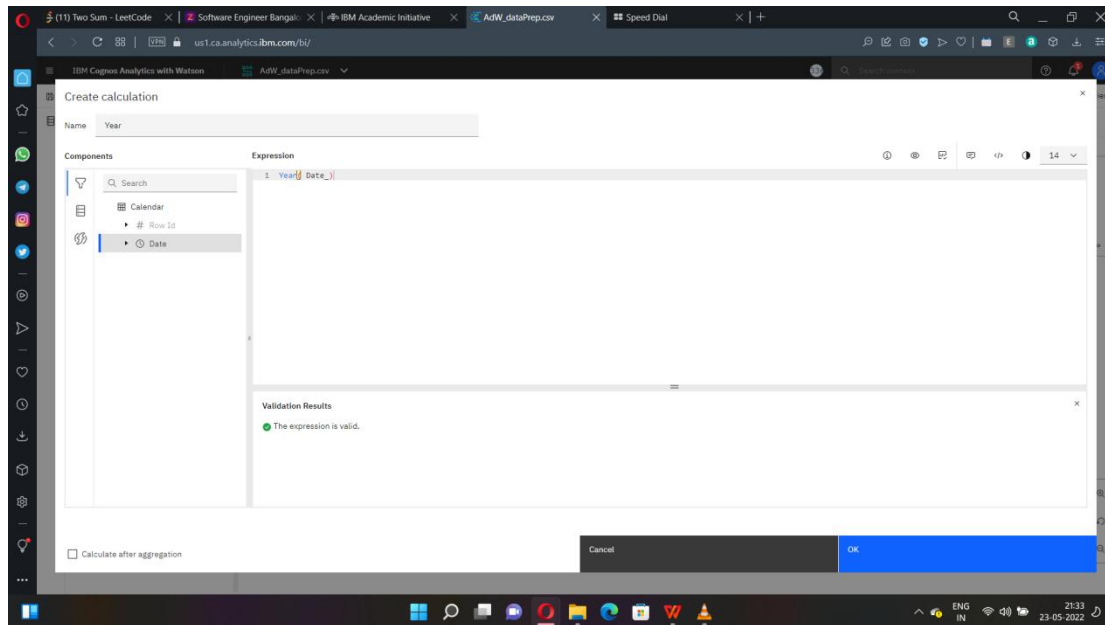 (11) Two Sum - LeetCode
Software Engineer Bangalo
IBM Academic Initiative
AdW_dataPrep.csv
Speed Dial
VPN
us1.ca.analytics.ibm.com/bi/
IBM Cognos Analytics with Watson
AdW_dataPrep.csv
Create calculation
Name
Year
Components
Expression
14
Search
1 Year( Date_)
Calendar
# Row Id
Date
Validation Results
The expression is valid.
Calculate after aggregation
Cancel
OK
ENG
IN
21:33
23-05-2022